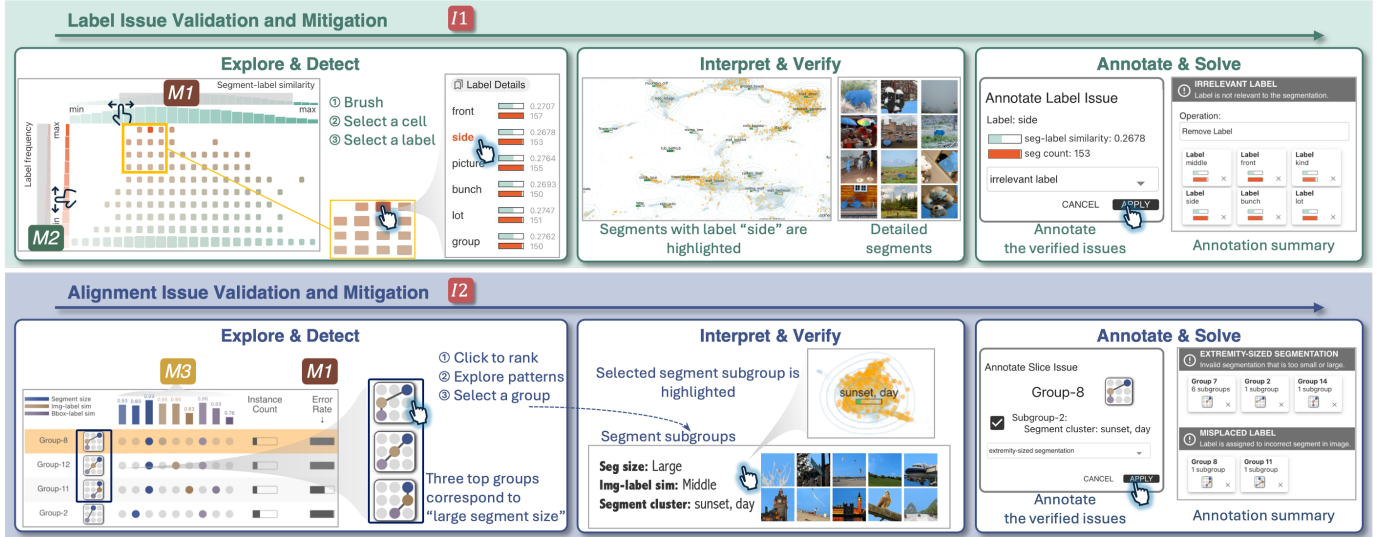 Label Issue Validation and Mitigation
I1
Explore & Detect
Segment-label similarity
M1
min
max
Label frequency
max
in
M2
① Brush
② Select a cell
③ Select a label
Label Details
front
0.2707
157
side
0.2678
153
picture
0.2764
155
bunch
0.2693
150
lot
0.2747
151
group
0.2762
150
Interpret & Verify
Segments with label “side” are
highlighted
Detailed
segments
Annotate & Solve
Annotate Label Issue
Label: side
seg-label similarity: 0.2678
seg count: 153
irrelevant label
CANCEL
APPLY
Annotate
the verified issues
IRRELEVANT LABEL
Label is not relevant to the segmentation.
Operation:
Remove Label
Label
middle
Label
front
Label
kind
Label
side
Label
bunch
Label
lot
Annotation summary
Alignment Issue Validation and Mitigation
I2
Explore & Detect
M3
M1
Segment size
Img-label sim
Bbox-label sim
Instance
Count
Error
Rate
↓
Group-8
Group-12
Group-11
Group-2
① Click to rank
② Explore patterns
③ Select a group
Three top groups
correspond to
“large segment size”
Interpret & Verify
Selected segment subgroup is
highlighted
sunset, day
Segment subgroups
Seg size: Large
Img-label sim: Middle
Segment cluster: sunset, day
Annotate & Solve
Annotate Slice Issue
Group-8
Subgroup-2:
Segment cluster: sunset, day
extremity-sized segmentation
CANCEL
APPLY
Annotate
the verified issues
EXTREMITY-SIZED SEGMENTATION
Invalid segmentation that is too small or large.
Group 7
6 subgroups
Group 2
1 subgroup
Group 14
1 subgroup
MISPLACED LABEL
Label is assigned to incorrect segment in image.
Group 8
1 subgroup
Group 11
1 subgroup
Annotation summary